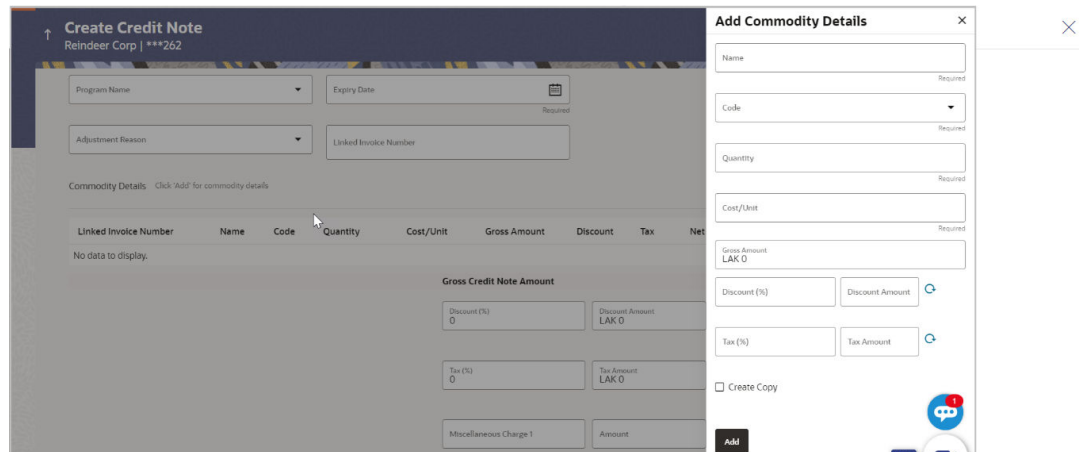 Create Credit Note
Reindeer Corp | ***262
Program Name
Expiry Date
Required
Adjustment Reason
Linked Invoice Number
Commodity Details Click 'Add' for commodity details
Linked Invoice Number Name Code Quantity Cost/Unit Gross Amount Discount Tax Net
No data to display.
Gross Credit Note Amount
Discount (%)
0
Discount Amount
LAK 0
Tax (%)
0
Tax Amount
LAK 0
Miscellaneous Charge 1
Amount
Add Commodity Details
Name
Required
Code
Required
Quantity
Required
Cost/Unit
Required
Gross Amount
LAK 0
Discount (%)
Discount Amount
Tax (%)
Tax Amount
Create Copy
1
Add